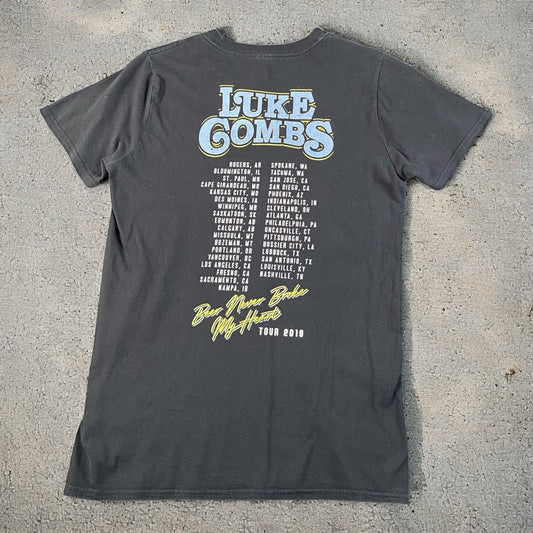 LUKE
COMBS
ROGERS, AR
BLOOMINGTON, IL
ST. PAUL, MN
CAPE GIRARDEAU, MO
KANSAS CITY, MO
DES MOINES, IA
WINNIPEG, MB
SASKATOON, SK
EDMONTON, AB
CALGARY, AB
MISSOULA, MT
BOZEMAN, MT
PORTLAND, OR
VANCOUVER, BC
LOS ANGELES, CA
FRESNO, CA
SACRAMENTO, CA
NAMPA, ID
SPOKANE, WA
TACOMA, WA
SAN JOSÉ, CA
SAN DIEGO, CA
PHOENIX, AZ
INDIANAPOLIS, IN
CLEVELAND, OH
ATLANTA, GA
PHILADELPHIA, PA
UNCASVILLE, CT
PITTSBURGH, PA
BOSSIER CITY, LA
LUBBOCK, TX
SAN ANTONIO, TX
LOUISVILLE, KY
NASHVILLE, TN
Beer Never Broke
My Heart
TOUR 2019